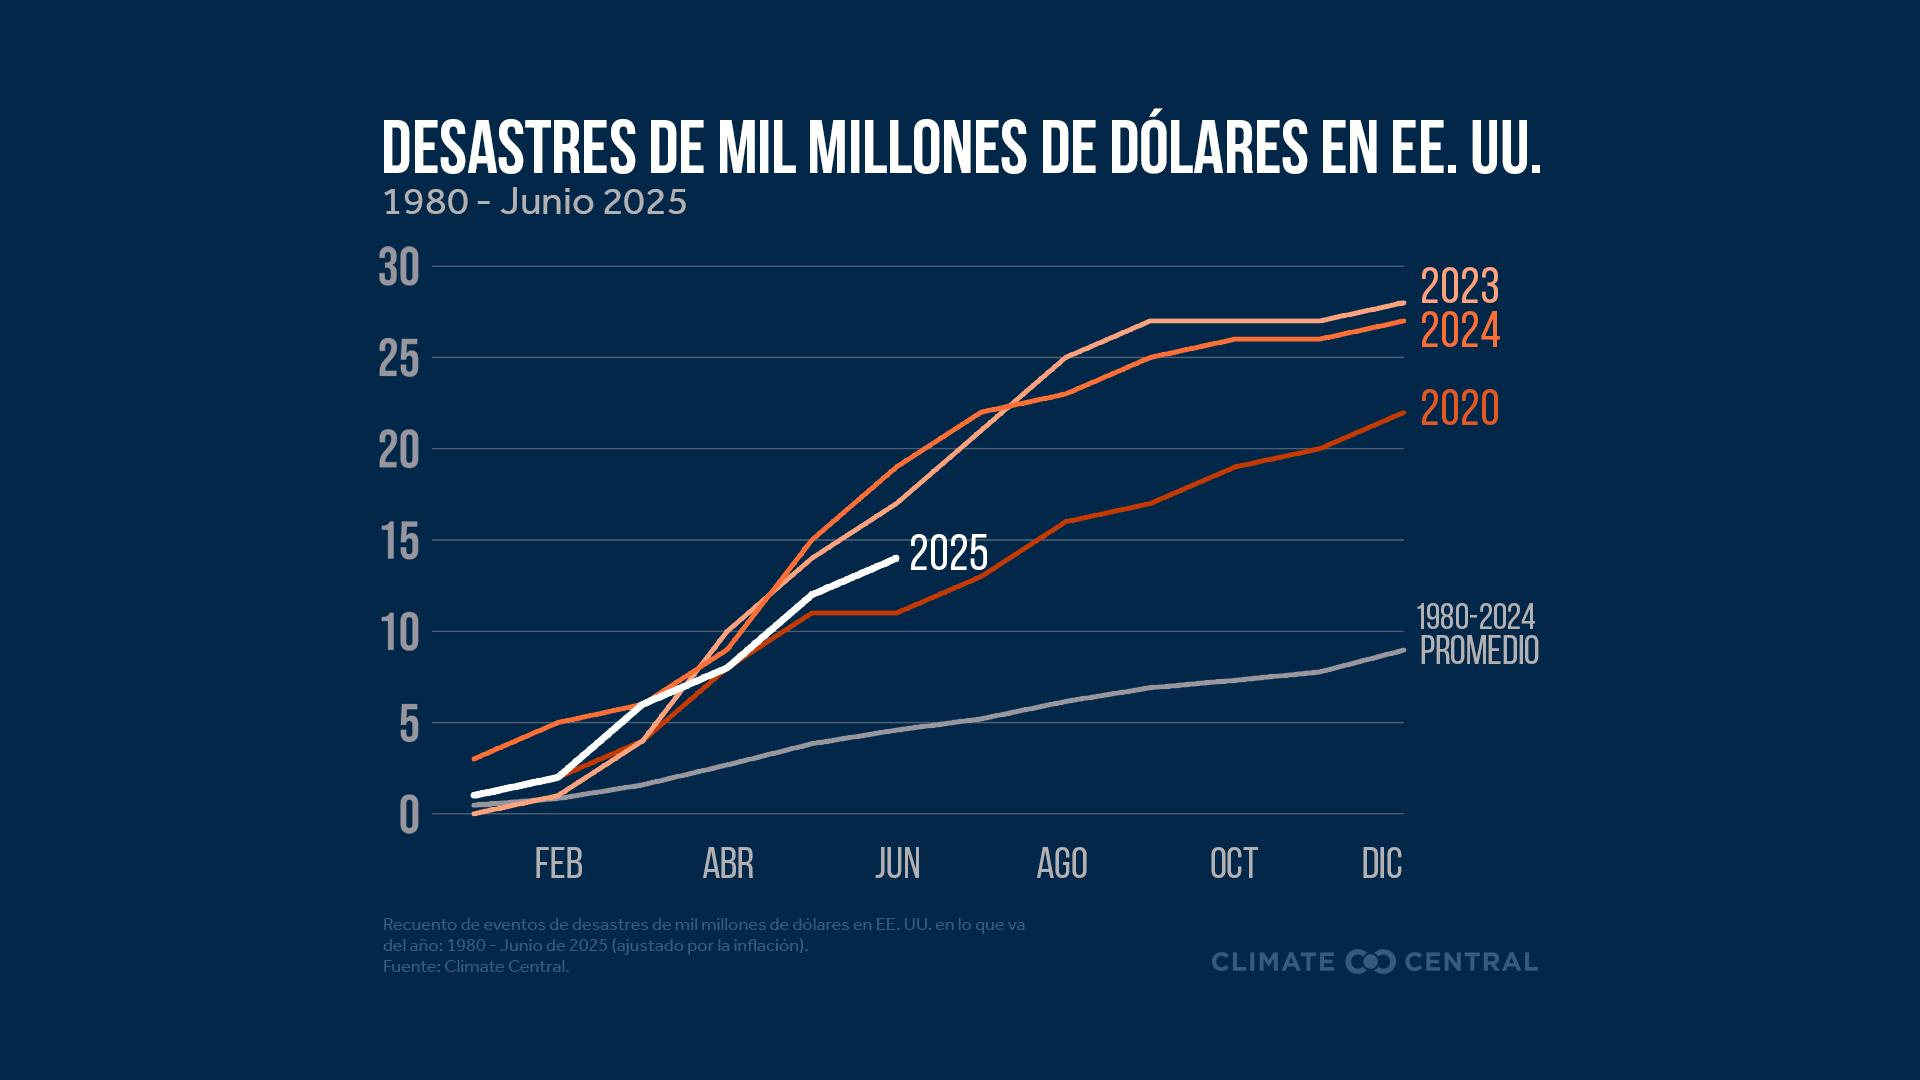 DESASTRES DE MIL MILLONES DE DÓLARES EN EE. UU.
1980 - Junio 2025
30
25
20
15
10
5
0
2023
2024
2020
2025
1980-2024
PROMEDIO
FEB ABR JUN AGO OCT DIC
Recuento de eventos de desastres de mil millones de dólares en EE. UU. en lo que va
del año: 1980 - Junio de 2025 (ajustado por la inflación).
Fuente: Climate Central.
CLIMATE CENTRAL